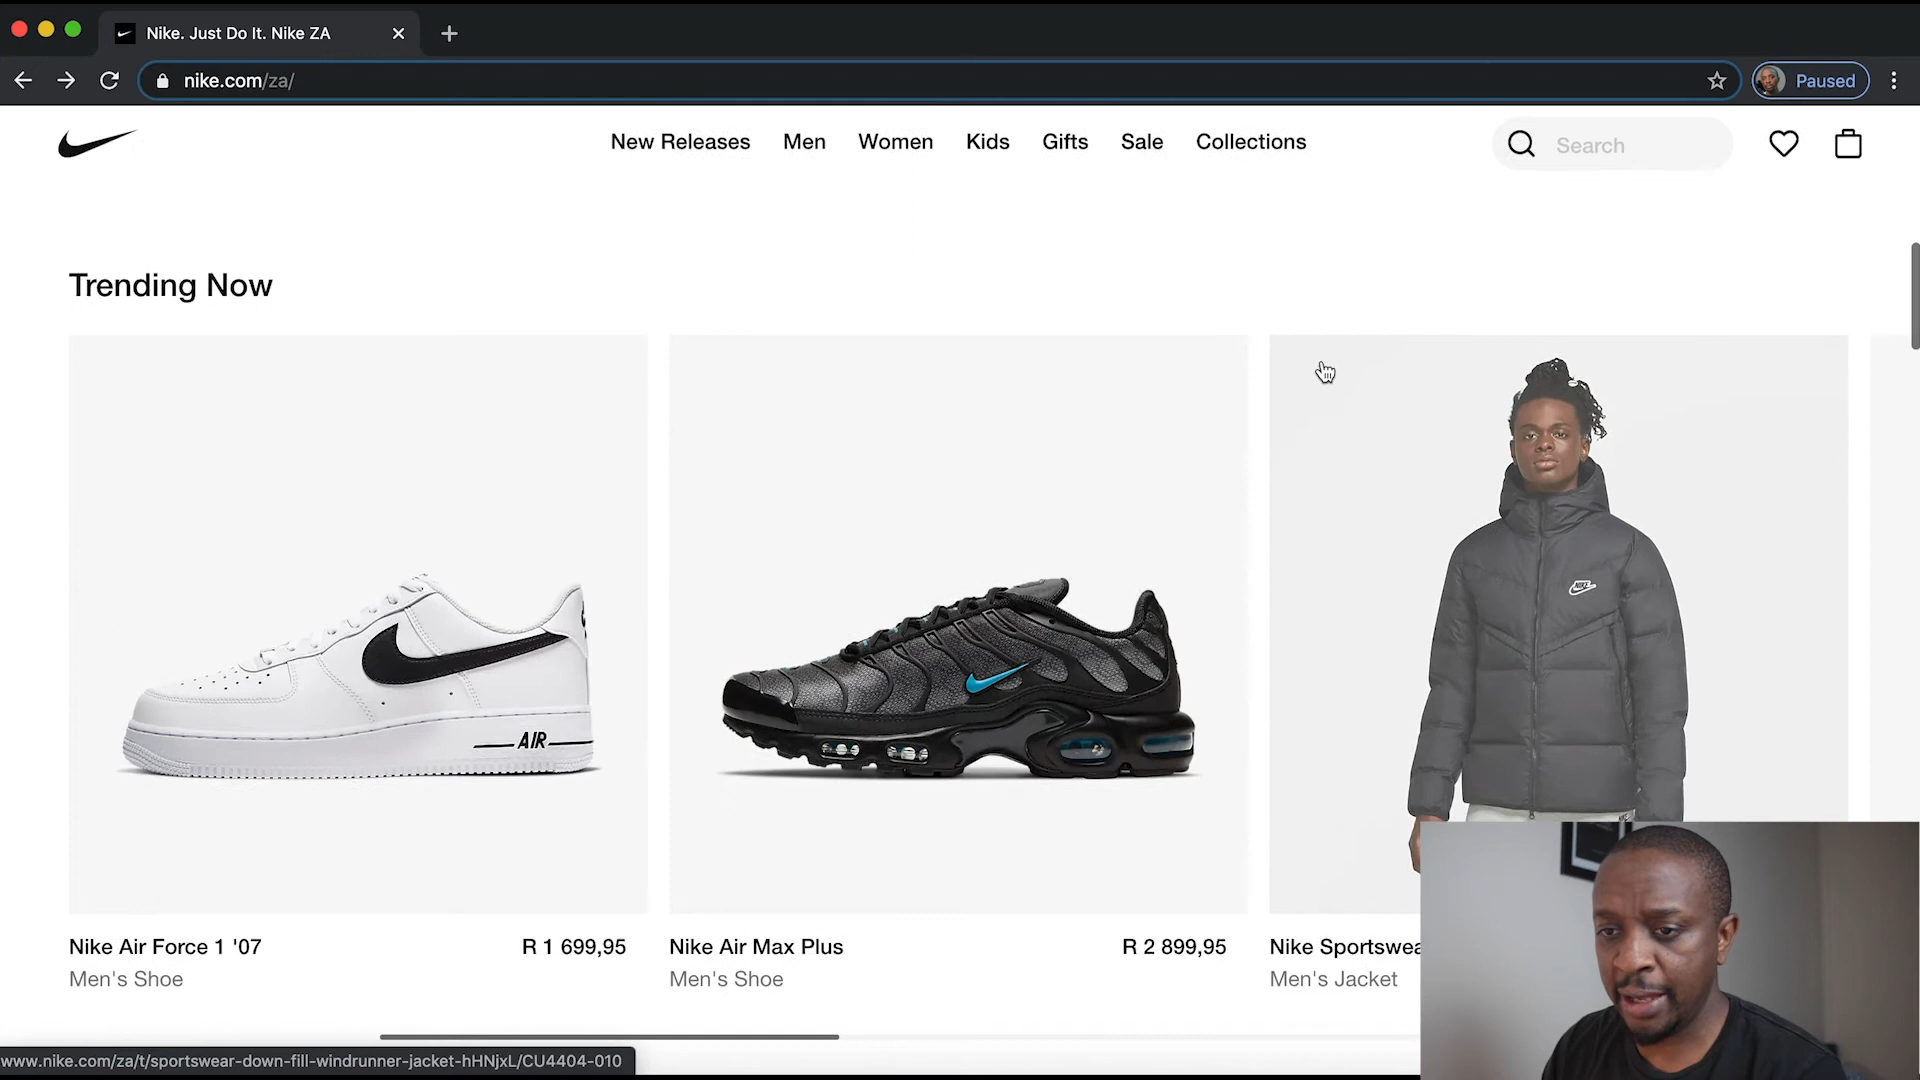 Nike. Just Do It. Nike ZA
nike.com/za/
Paused
New Releases Men Women Kids Gifts Sale Collections
Search
Trending Now
NIKE
AIR
Nike Air Force 1 '07 R 1 699,95
Men's Shoe
Nike Air Max Plus R 2 899,95
Men's Shoe
Nike Sportswea
Men's Jacket
www.nike.com/za/t/sportswear-down-fill-windrunner-jacket-hHNjxL/CU4404-010